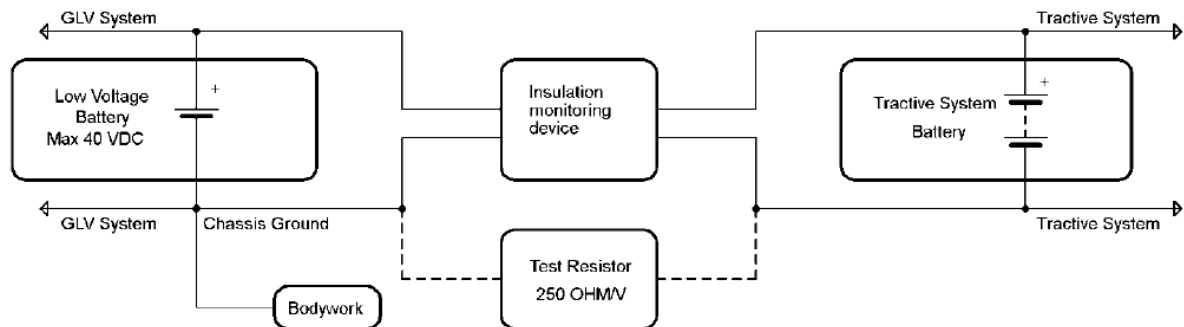 GLV System
Tractive System
Low Voltage
Battery
Max 40 VDC
+
Insulation
monitoring
device
+
Tractive System
Battery
GLV System
Chassis Ground
Tractive System
Test Resistor
250 OHM/V
Bodywork